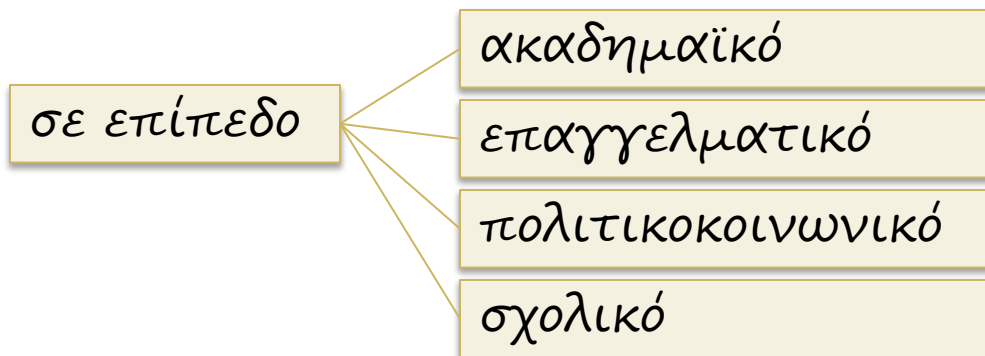 σε επίπεδο
ακαδημαϊκό
επαγγελματικό
πολιτικοκοινωνικό
σχολικό